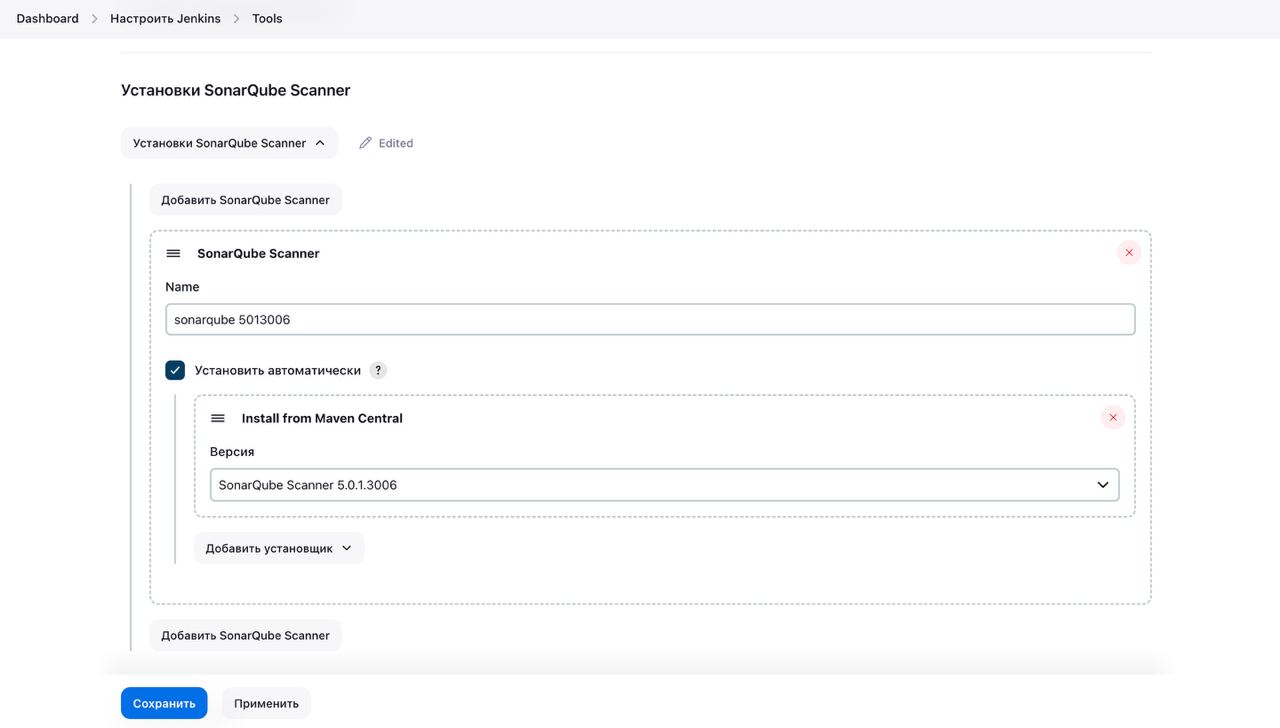 Dashboard > Настроить Jenkins > Tools
Установки SonarQube Scanner
Установки SonarQube Scanner Edited
Добавить SonarQube Scanner
SonarQube Scanner
Name
sonarqube 5013006
Установить автоматически ?
Install from Maven Central
Версия
SonarQube Scanner 5.0.1.3006
Добавить установщик
Добавить SonarQube Scanner
Сохранить Применить